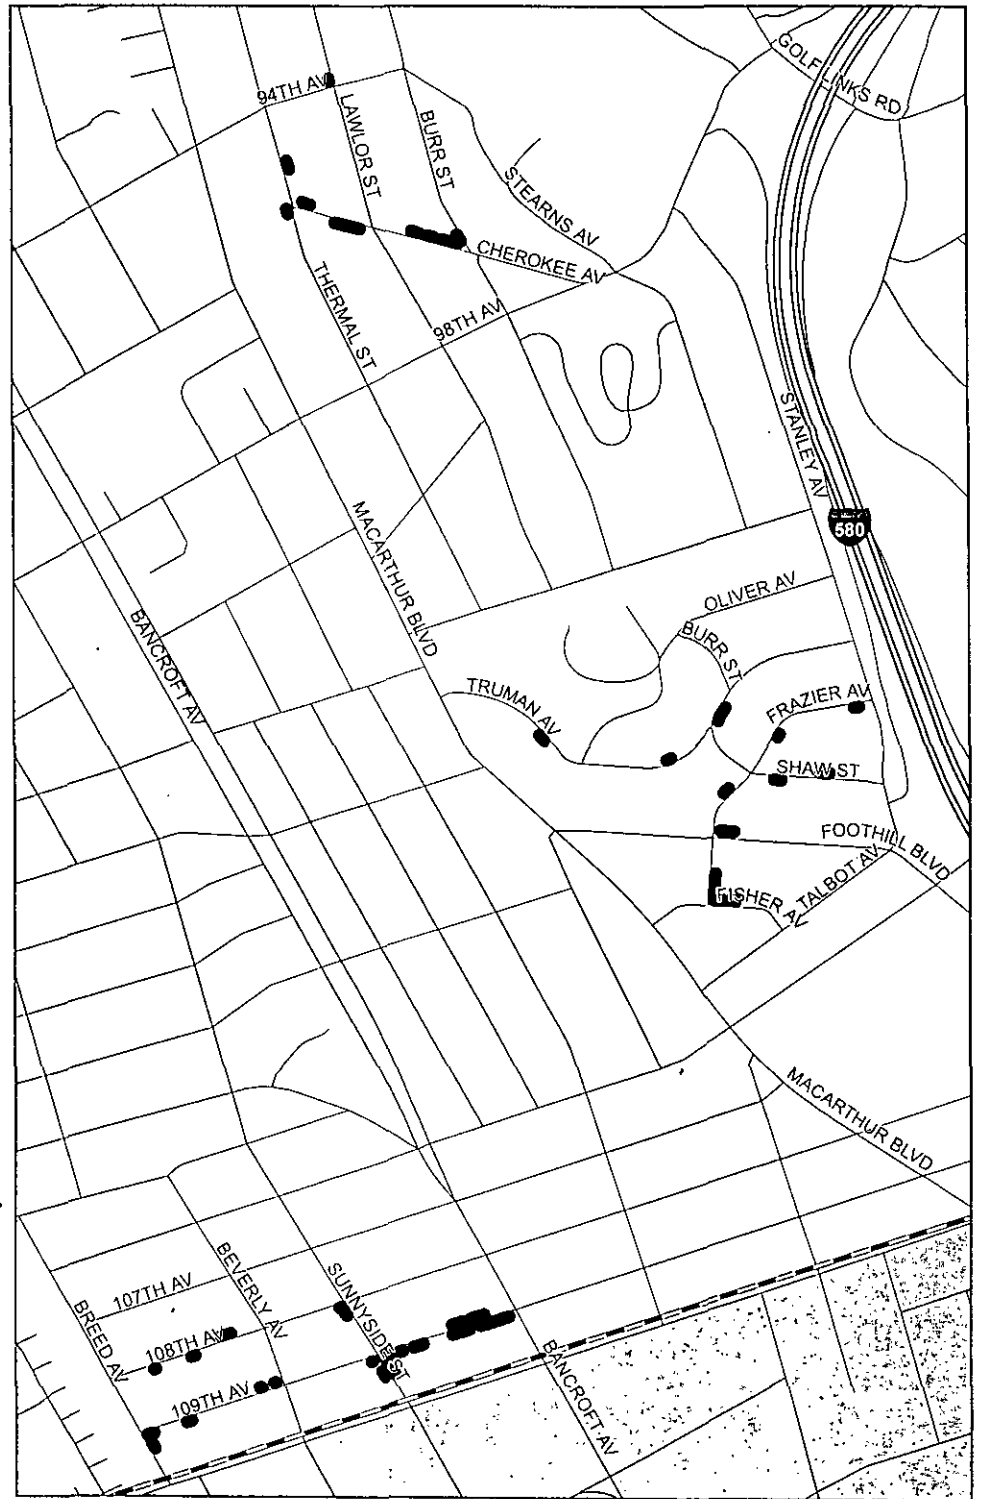 GOLF LINKS RD
94TH AV
LAWLOR ST
BURR ST
STEARNS AV
CHEROKEE AV
THERMAL ST
98TH AV
STANLEY AV
580
MACARTHUR BLVD
OLIVER AV
BURR ST
BANCROFT AV
TRUMAN AV
FRAZIER AV
SHAW ST
FOOTHILL BLVD
TALBOT AV
FISHER AV
MACARTHUR BLVD
107TH AV
BEVERLY AV
SUNNYSIDE ST
BREED AV
108TH AV
109TH AV
BANCROFT AV